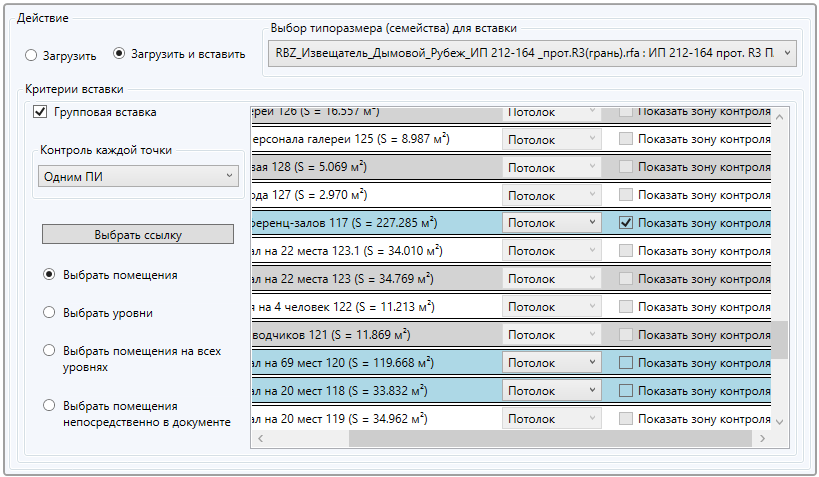 Действие
Загрузить
Загрузить и вставить
Выбор типоразмера (семейства) для вставки
RBZ_Извещатель_Дымовой_Рубеж_ИП 212-164 _прот.R3(грань).rfa : ИП 212-164 прот. R3 П
Критерии вставки
Групповая вставка
Контроль каждой точки
Одним ПИ
Выбрать ссылку
Выбрать помещения
Выбрать уровни
Выбрать помещения на всех
уровнях
Выбрать помещения
непосредственно в документе
ереи 126 (S = 16.557 м²) Потолок Показать зону контроля
ерсонала галереи 125 (S = 8.987 м²) Потолок Показать зону контроля
вая 128 (S = 5.069 м²) Потолок Показать зону контроля
ода 127 (S = 2.970 м²) Потолок Показать зону контроля
ференц-залов 117 (S = 227.285 м²) Потолок Показать зону контроля
ал на 22 места 123.1 (S = 34.010 м²) Потолок Показать зону контроля
ал на 22 места 123 (S = 34.769 м²) Потолок Показать зону контроля
я на 4 человек 122 (S = 11.213 м²) Потолок Показать зону контроля
водчиков 121 (S = 11.869 м²) Потолок Показать зону контроля
ал на 69 мест 120 (S = 119.668 м²) Потолок Показать зону контроля
ал на 20 мест 118 (S = 33.832 м²) Потолок Показать зону контроля
ал на 20 мест 119 (S = 34.962 м²) Потолок Показать зону контроля